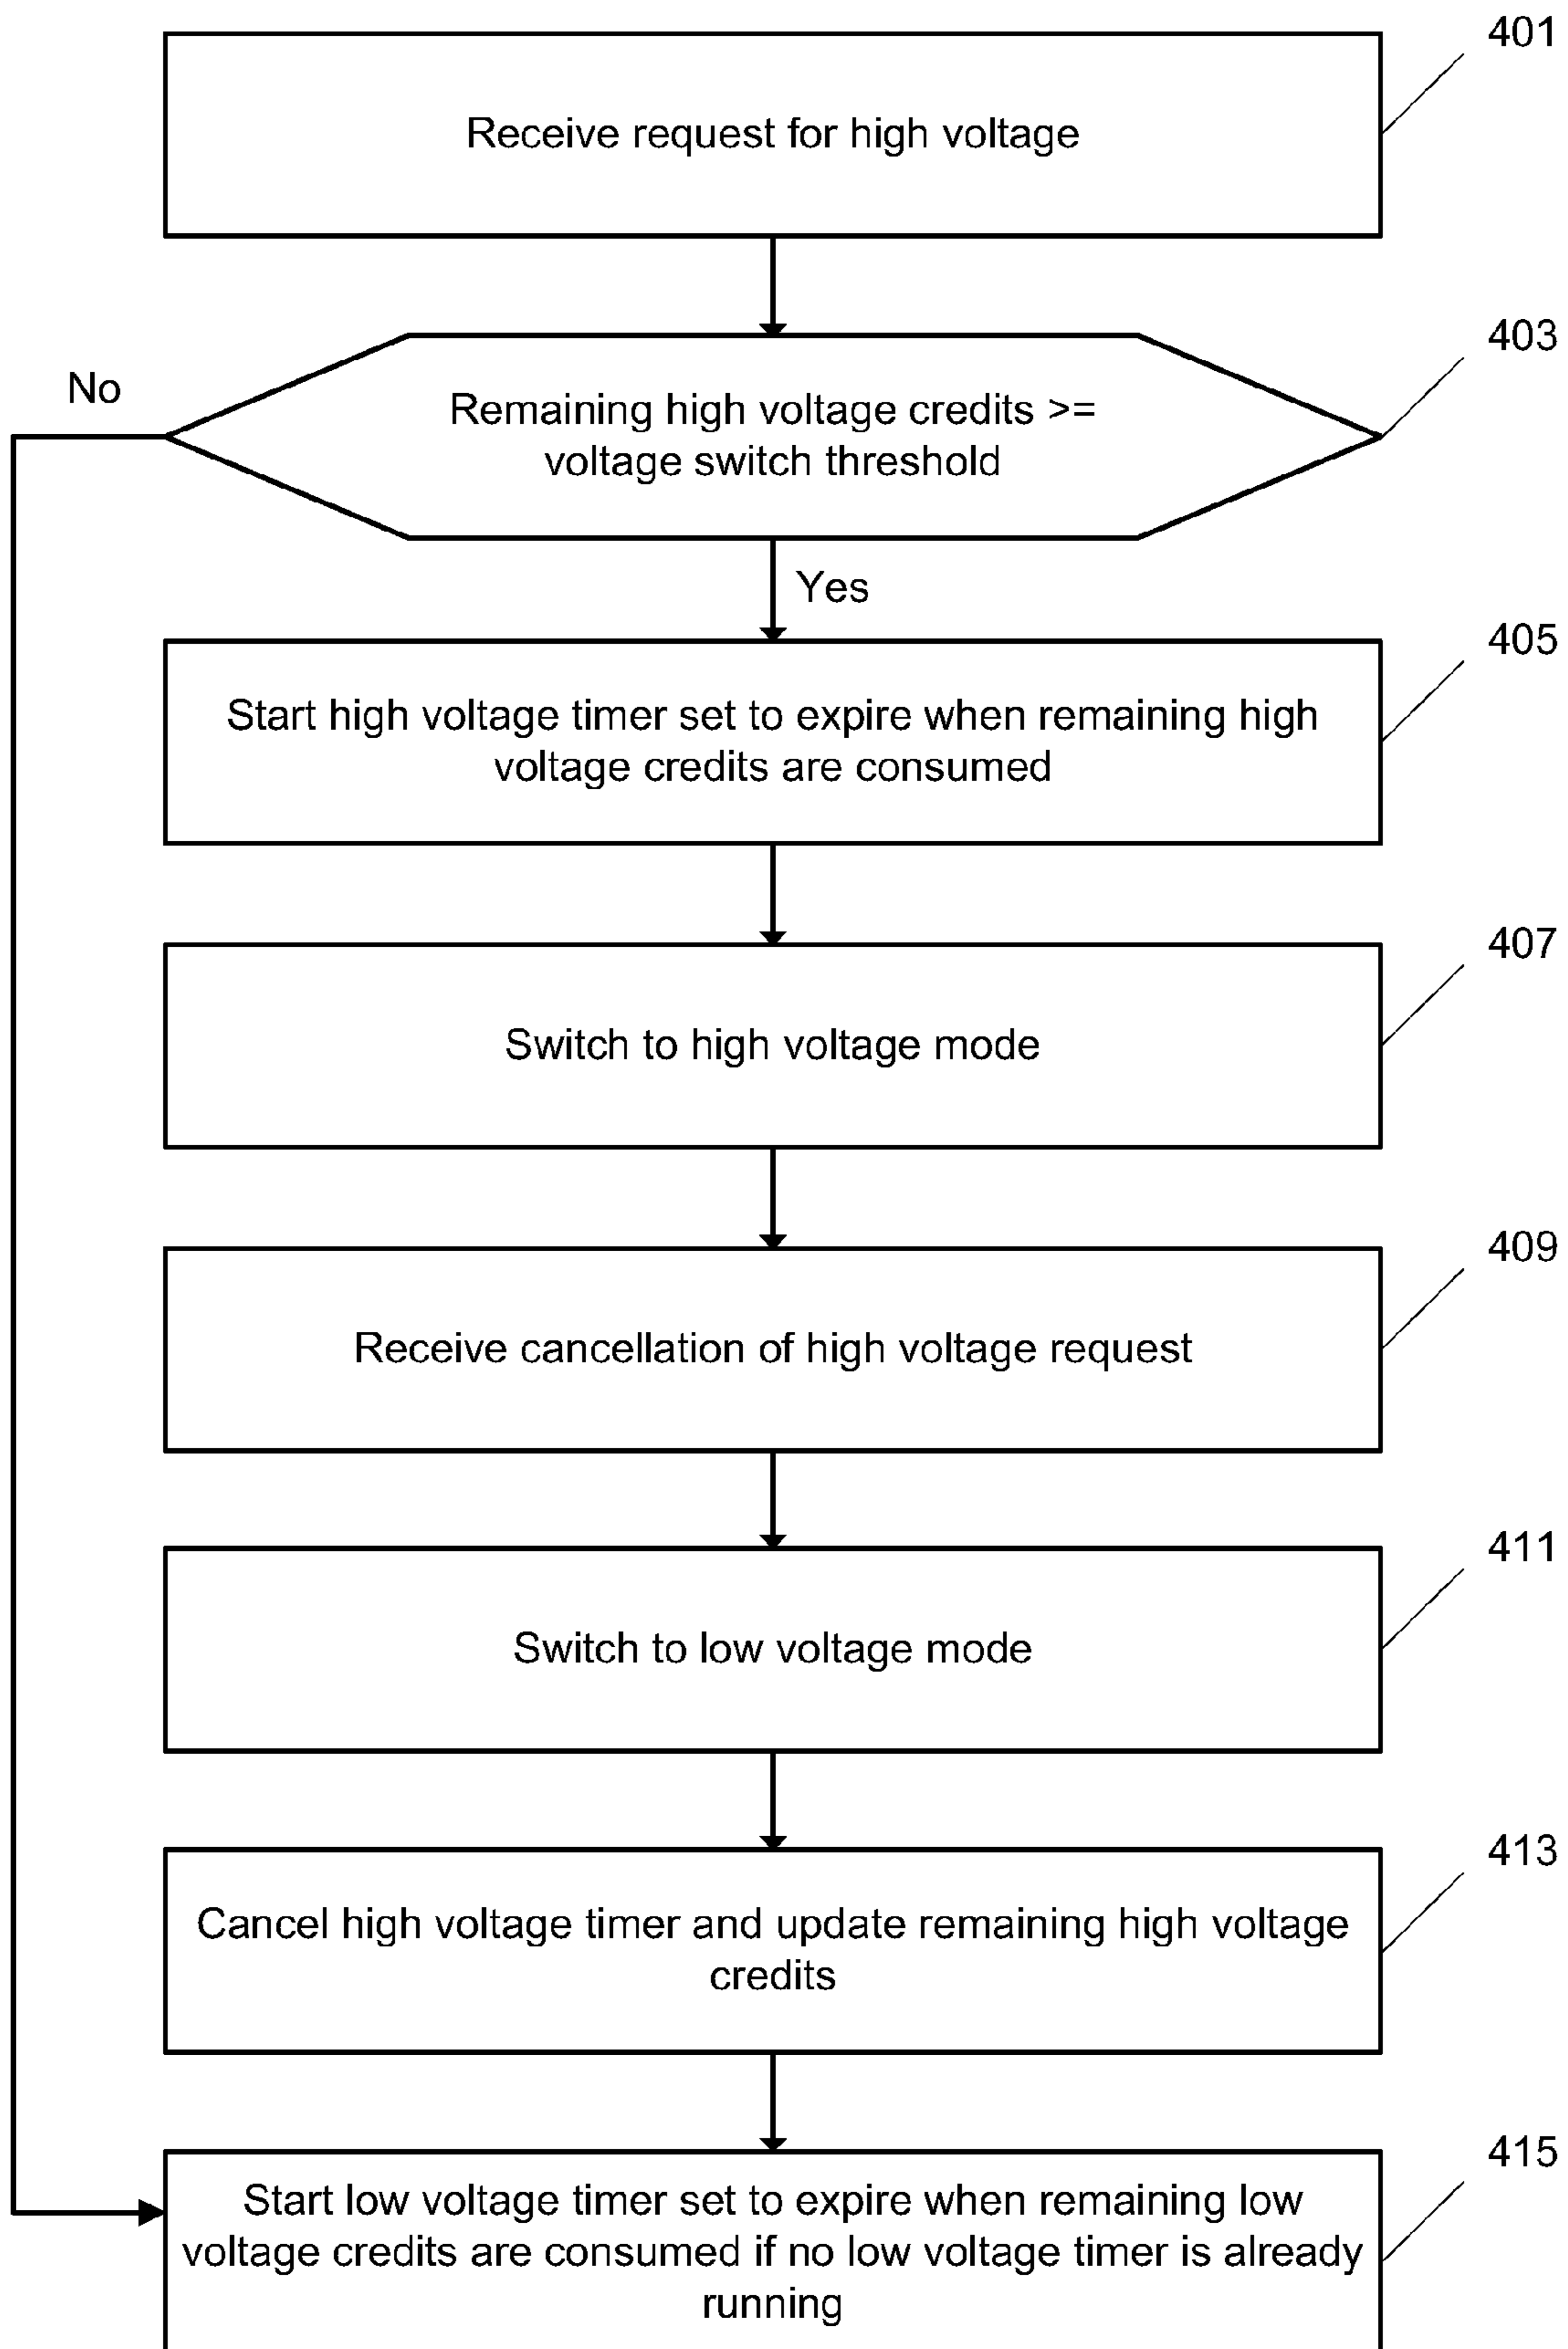 401
Receive request for high voltage
403
No
Remaining high voltage credits >=
voltage switch threshold
Yes
405
Start high voltage timer set to expire when remaining high
voltage credits are consumed
407
Switch to high voltage mode
409
Receive cancellation of high voltage request
411
Switch to low voltage mode
413
Cancel high voltage timer and update remaining high voltage
credits
415
Start low voltage timer set to expire when remaining low
voltage credits are consumed if no low voltage timer is already
running